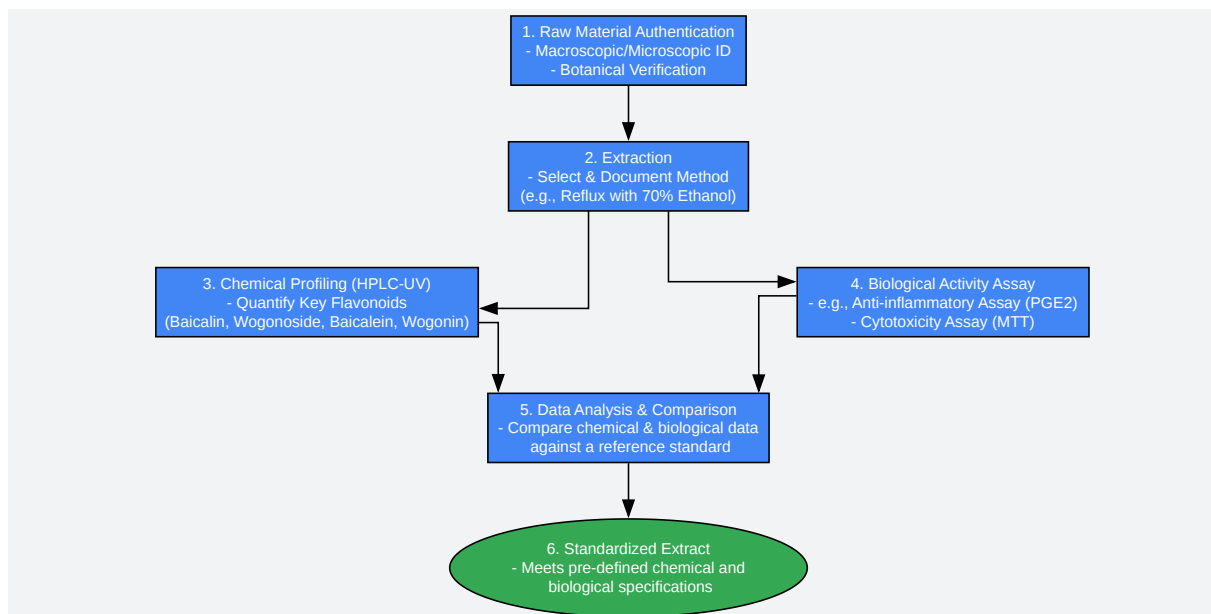 1. Raw Material Authentication
- Macroscopic/Microscopic ID
- Botanical Verification
2. Extraction
- Select & Document Method
(e.g., Reflux with 70% Ethanol)
3. Chemical Profiling (HPLC-UV)
- Quantify Key Flavonoids
(Baicalin, Wogonoside, Baicalein, Wogonin)
4. Biological Activity Assay
- e.g., Anti-inflammatory Assay (PGE2)
- Cytotoxicity Assay (MTT)
5. Data Analysis & Comparison
- Compare chemical & biological data
against a reference standard
6. Standardized Extract
- Meets pre-defined chemical and
biological specifications